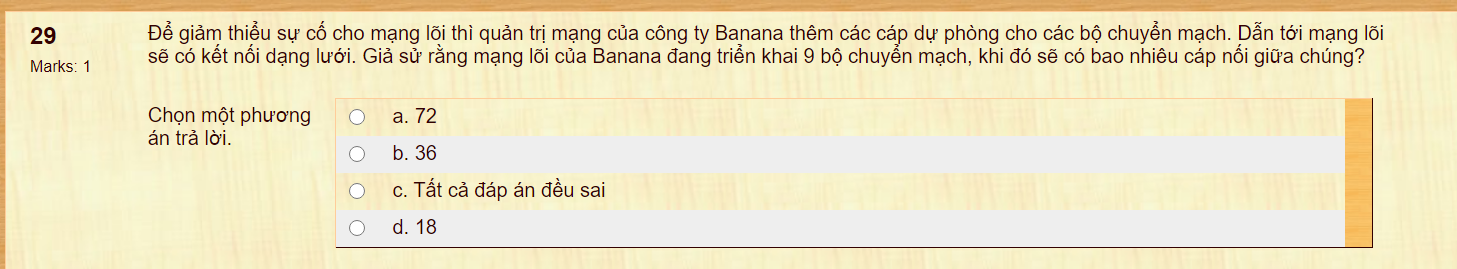 29
Marks: 1
Để giảm thiểu sự cố cho mạng lõi thì quản trị mạng của công ty Banana thêm các cáp dự phòng cho các bộ chuyển mạch. Dẫn tới mạng lõi
sẽ có kết nối dạng lưới. Giả sử rằng mạng lõi của Banana đang triển khai 9 bộ chuyển mạch, khi đó sẽ có bao nhiêu cáp nối giữa chúng?
Chọn một phương
án trả lời.
a. 72
b. 36
c. Tất cả đáp án đều sai
d. 18